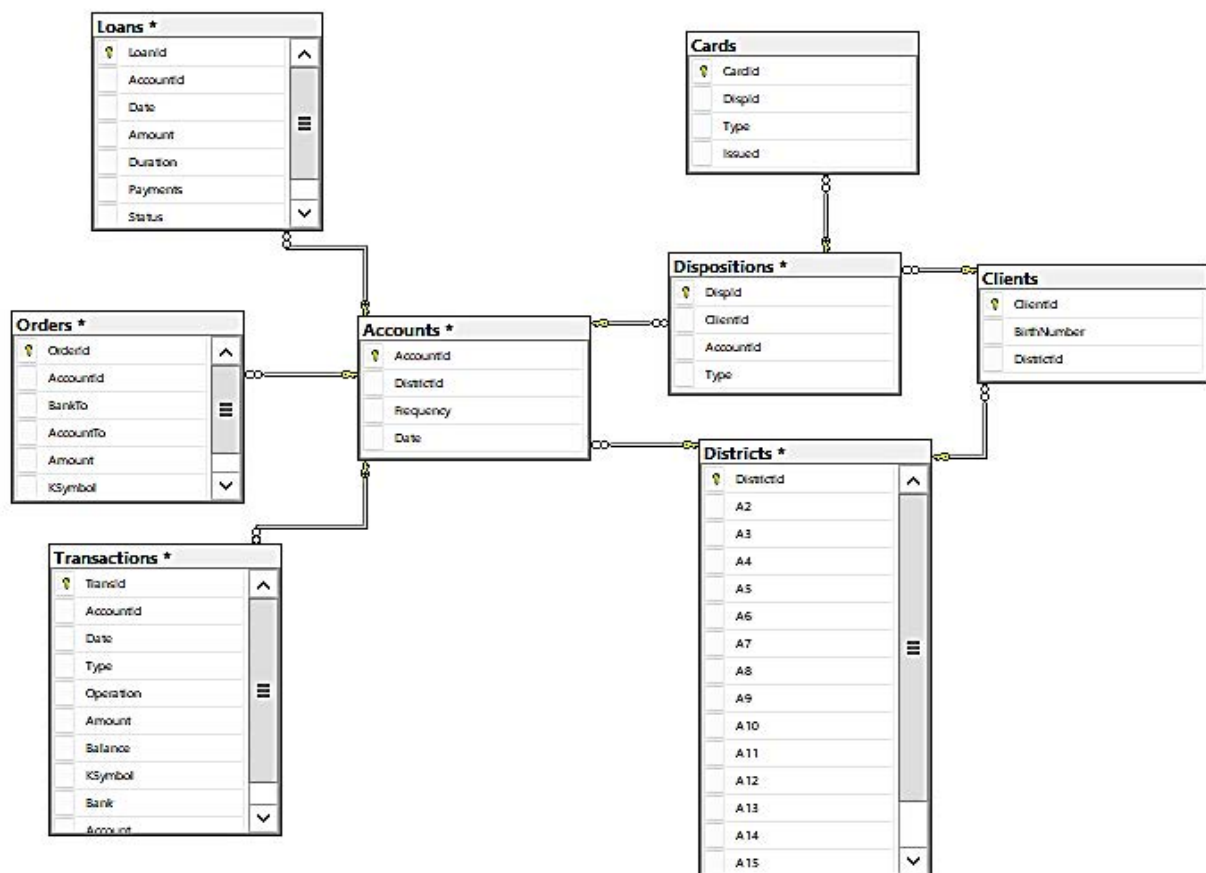 Loans *
LoanId
AccountId
Date
Amount
Duration
Payments
Status
Cards
CardId
DispId
Type
Issued
Dispositions *
DispId
ClientId
AccountId
Type
Clients
ClientId
BirthNumber
DistrictId
Orders *
OrderId
AccountId
BankTo
AccountTo
Amount
KSymbol
Accounts *
AccountId
DistrictId
Frequency
Date
Transactions *
TransId
AccountId
Date
Type
Operation
Amount
Balance
KSymbol
Bank
Account
Districts *
DistrictId
A2
A3
A4
A5
A6
A7
A8
A9
A10
A11
A12
A13
A14
A15